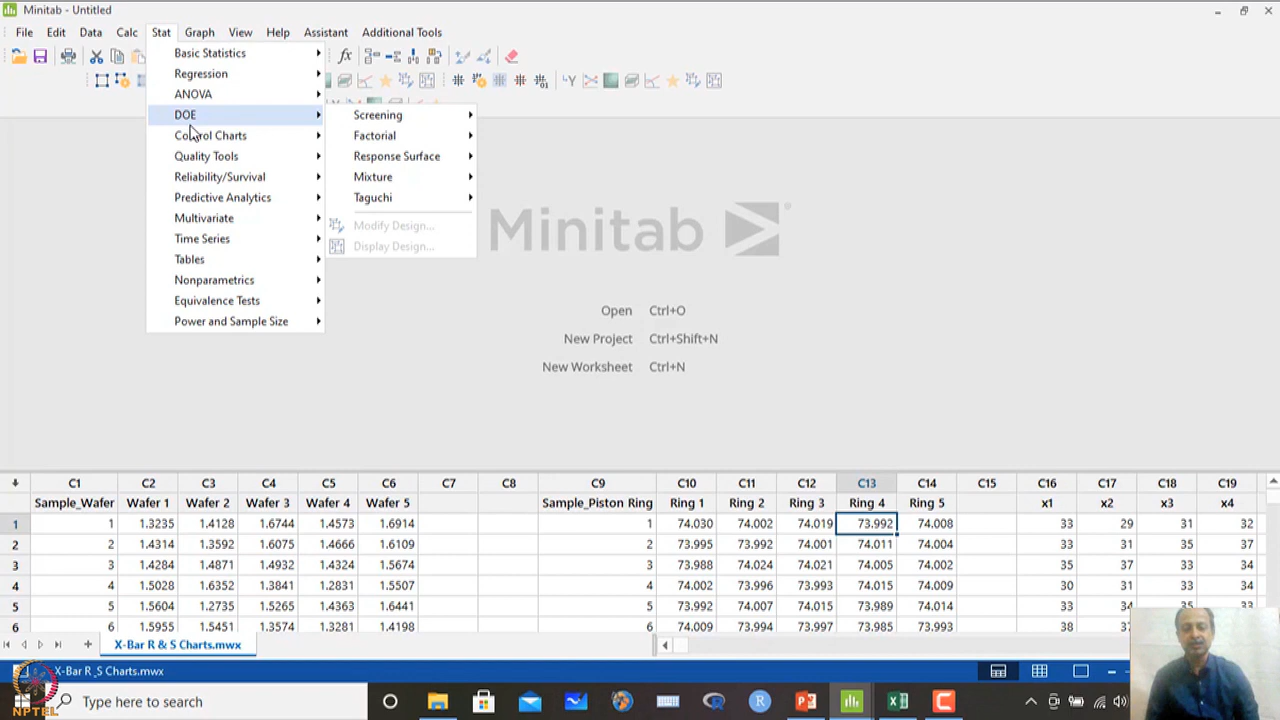 Minitab - Untitled
File Edit Data Calc Stat Graph View Help Assistant Additional Tools
Basic Statistics
Regression
ANOVA
DOE
Control Charts
Quality Tools
Reliability/Survival
Predictive Analytics
Multivariate
Time Series
Tables
Nonparametrics
Equivalence Tests
Power and Sample Size
Screening
Factorial
Response Surface
Mixture
Taguchi
Modify Design...
Display Design...
Minitab
Open Ctrl+O
New Project Ctrl+Shift+N
New Worksheet Ctrl+N
C1 C2 C3 C4 C5 C6 C7 C8 C9 C10 C11 C12 C13 C14 C15 C16 C17 C18 C19
Sample_Wafer Wafer 1 Wafer 2 Wafer 3 Wafer 4 Wafer 5 Sample_Piston Ring Ring 1 Ring 2 Ring 3 Ring 4 Ring 5 x1 x2 x3 x4
1 1 1.3235 1.4128 1.6744 1.4573 1.6914 1 74.030 74.002 74.019 73.992 74.008 33 29 31 32
2 2 1.4314 1.3592 1.6075 1.4666 1.6109 2 73.995 73.992 74.001 74.011 74.004 33 31 35 37
3 3 1.4284 1.4871 1.4932 1.4324 1.5674 3 73.988 74.024 74.021 74.005 74.002 35 37 33 34
4 4 1.5028 1.6352 1.3841 1.2831 1.5507 4 74.002 73.996 73.993 74.015 74.009 30 31 33 34
5 5 1.5604 1.2735 1.5265 1.4363 1.6441 5 73.992 74.007 74.015 73.989 74.014 33 34
6 6 1.5955 1.5451 1.3574 1.3281 1.4198 6 74.009 73.994 73.997 73.985 73.993 38
X-Bar R & S Charts.mwx
X-Bar R_S Charts.mwx
Type here to search
NPTEL